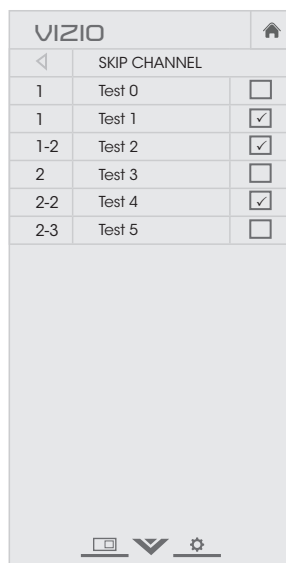 VIZIO
SKIP CHANNEL
1 Test 0
1 Test 1
1-2 Test 2
2 Test 3
2-2 Test 4
2-3 Test 5